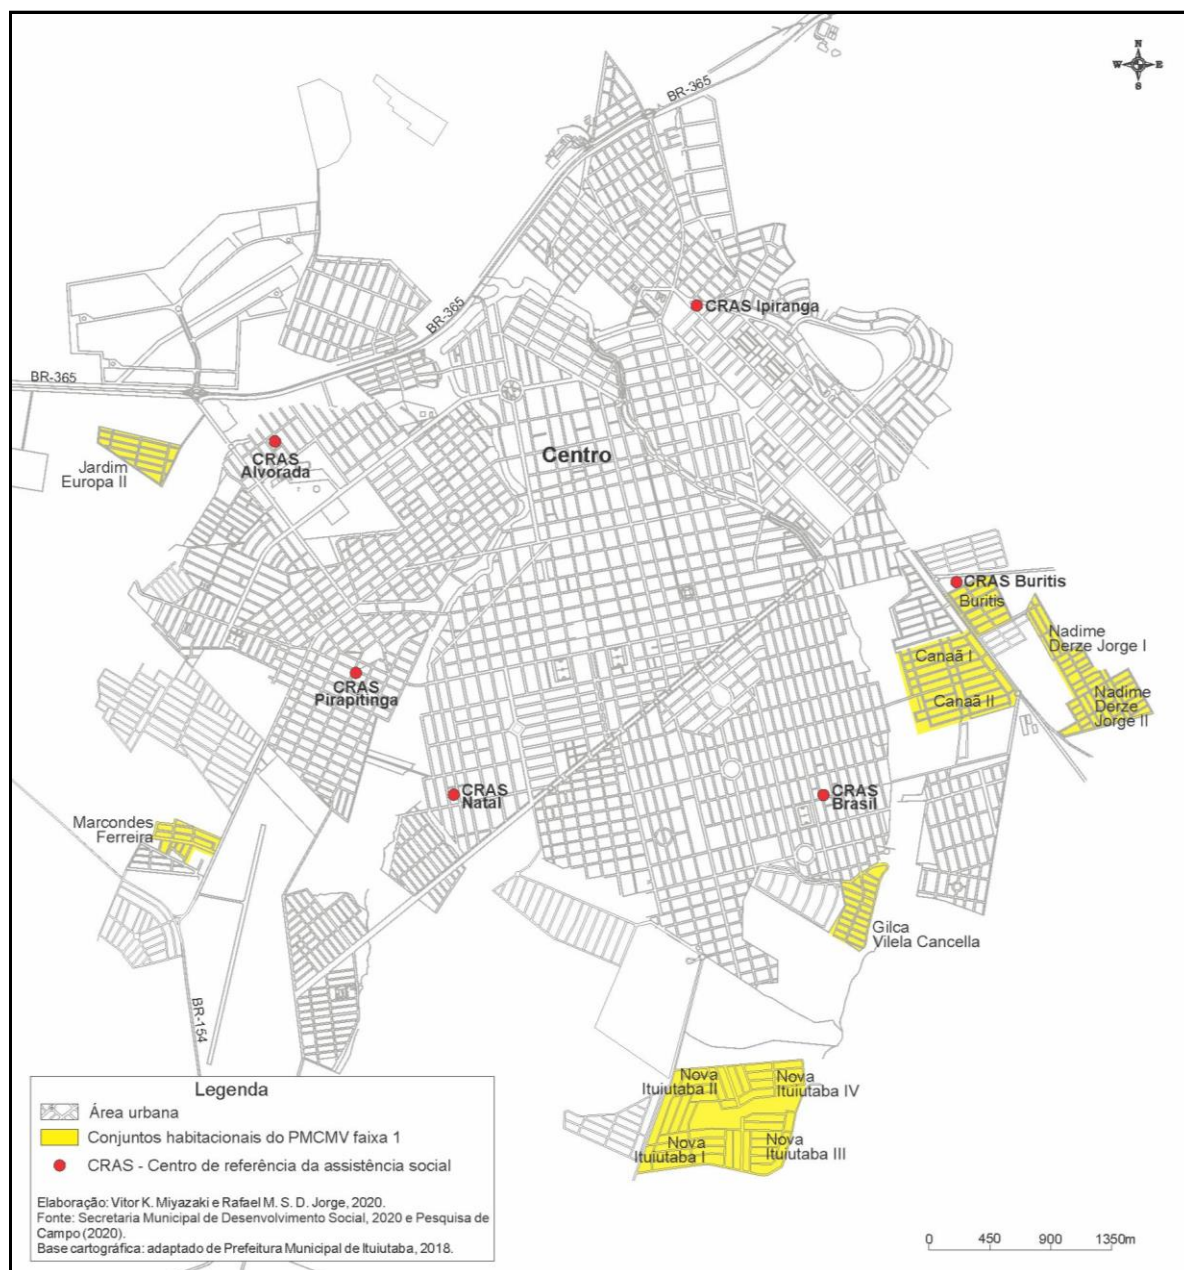 N
W E
S
BR-365
CRAS Ipiranga
BR-365
BR-365
Centro
CRAS
Alvorada
Jardim
Europa II
CRAS Buritis
Buritis
Nadime
Derze Jorge I
Canaã I
CRAS
Pirapitinga
Canaã II
Nadime
Derze
Jorge II
CRAS
Natal
CRAS
Brasil
Marcondes
Ferreira
Gilca
Vilela Cancella
BR-154
Nova
Ituiutaba II
Nova
Ituiutaba IV
Nova
Ituiutaba I
Nova
Ituiutaba III
Legenda
Área urbana
Conjuntos habitacionais do PMCMV faixa 1
CRAS - Centro de referência da assistência social
Elaboração: Vitor K. Miyazaki e Rafael M. S. D. Jorge, 2020.
Fonte: Secretaria Municipal de Desenvolvimento Social, 2020 e Pesquisa de
Campo (2020).
Base cartográfica: adaptado de Prefeitura Municipal de Ituiutaba, 2018.
0 450 900 1350m